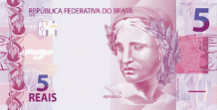 REPÚBLICA FEDERATIVA DO BRASIL
5
5
REAIS